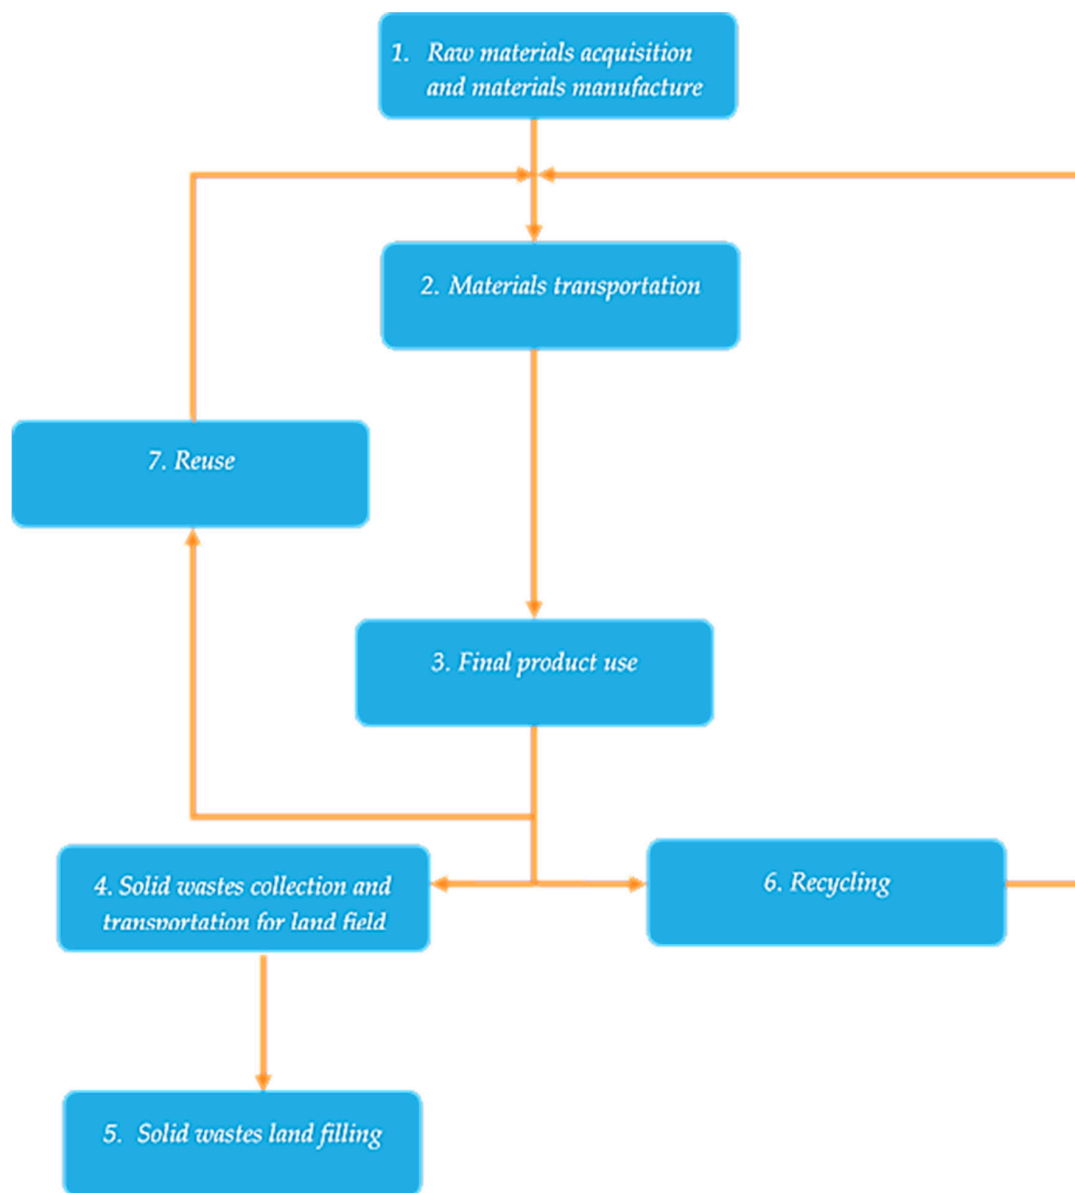 1. Raw materials acquisition
and materials manufacture
2. Materials transportation
7. Reuse
3. Final product use
4. Solid wastes collection and
transportation for land field
6. Recycling
5. Solid wastes land filling